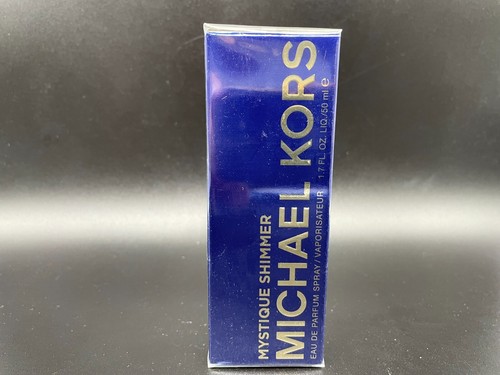 MYSTIQUE SHIMMER
MICHAEL KORS
EAU DE PARFUM SPRAY / VAPORISATEUR 1.7 FL. OZ. LIQ./50 ml e